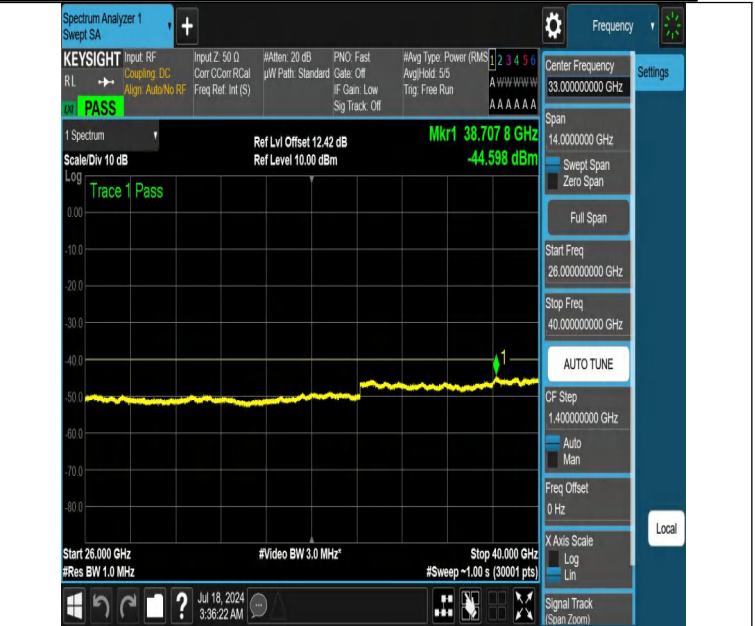 Spectrum Analyzer 1
Swept SA
Frequency
KEYSIGHT
Input: RF
Coupling: DC
Align: Auto/No RF
Input Z: 50 Ω
Corr CCorr RCal
Freq Ref: Int (S)
#Atten: 20 dB
µW Path: Standard
PNO: Fast
Gate: Off
IF Gain: Low
Sig Track: Off
#Avg Type: Power (RMS
Avg|Hold: 5/5
Trig: Free Run
1 2 3 4 5 6
A W W W W W
A A A A A A
R L
PASS
1 Spectrum
Scale/Div 10 dB
Ref Lvl Offset 12.42 dB
Ref Level 10.00 dBm
Mkr1 38.707 8 GHz
-44.598 dBm
Log
Trace 1 Pass
0.00
-10.0
-20.0
-30.0
-40.0
-50.0
-60.0
-70.0
-80.0
1
Start 26.000 GHz
#Res BW 1.0 MHz
#Video BW 3.0 MHz*
Stop 40.000 GHz
#Sweep ~1.00 s (30001 pts)
Jul 18, 2024
3:36:22 AM
Center Frequency
33.000000000 GHz
Settings
Span
14.0000000 GHz
Swept Span
Zero Span
Full Span
Start Freq
26.000000000 GHz
Stop Freq
40.000000000 GHz
AUTO TUNE
CF Step
1.400000000 GHz
Auto
Man
Freq Offset
0 Hz
X Axis Scale
Log
Lin
Local
Signal Track
(Span Zoom)